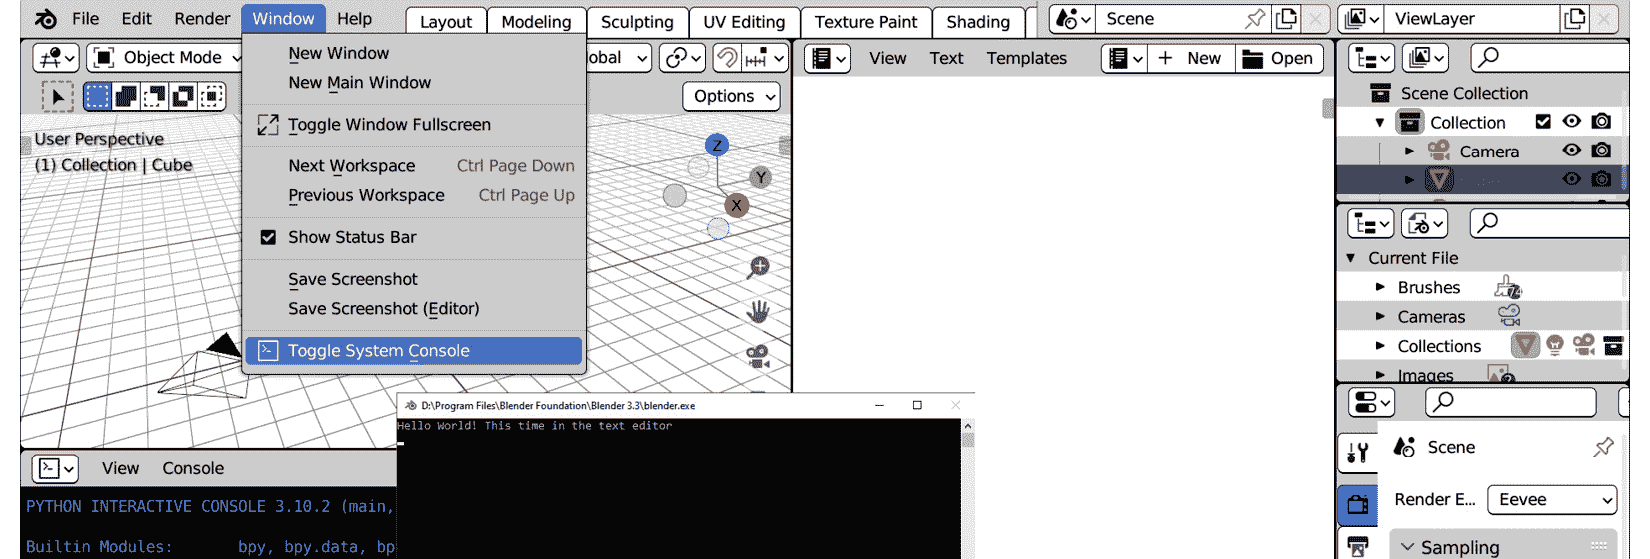 File Edit Render Window Help Layout Modeling Sculpting UV Editing Texture Paint Shading Scene ViewLayer
Object Mode
New Window
New Main Window
Toggle Window Fullscreen
Next Workspace Ctrl Page Down
Previous Workspace Ctrl Page Up
Show Status Bar
Save Screenshot
Save Screenshot (Editor)
Toggle System Console
obal
Options
User Perspective
(1) Collection | Cube
Z
Y
X
View Text Templates New Open
Scene Collection
Collection
Camera
Current File
Brushes
Cameras
Collections
Images
D:\Program Files\Blender Foundation\Blender 3.3\blender.exe
Hello World! This time in the text editor
View Console
PYTHON INTERACTIVE CONSOLE 3.10.2 (main,
Builtin Modules: bpy, bpy.data, bp
Scene
Render E... Eevee
Sampling